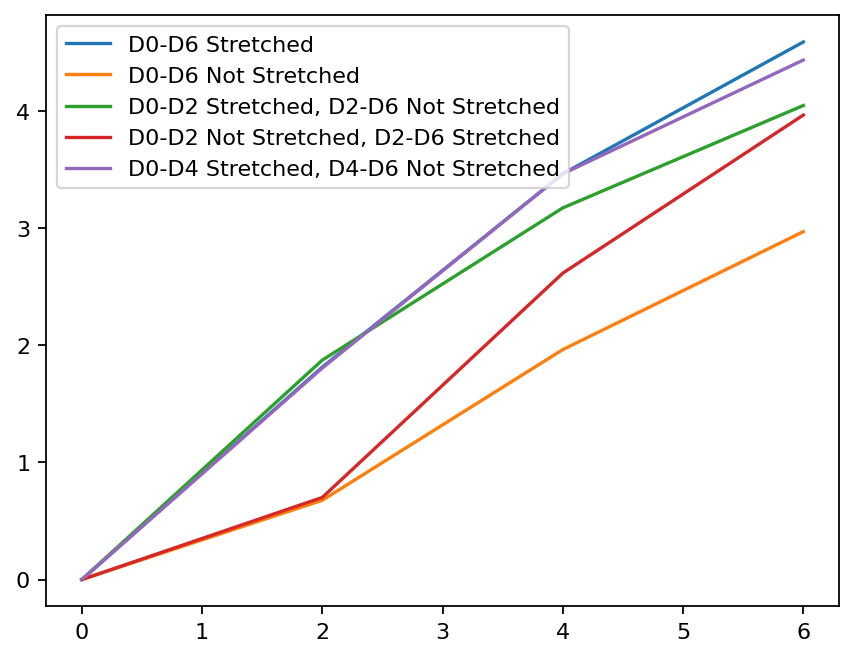 D0-D6 Stretched
D0-D6 Not Stretched
D0-D2 Stretched, D2-D6 Not Stretched
D0-D2 Not Stretched, D2-D6 Stretched
D0-D4 Stretched, D4-D6 Not Stretched
4
3
2
1
0
0 1 2 3 4 5 6